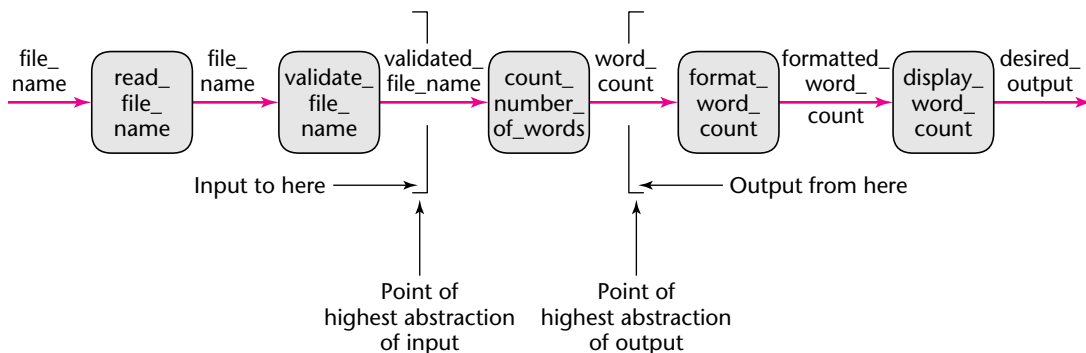 file_
name
read_
file_
name
file_
name
validate_
file_
name
validated_
file_name
count_
number_
of_words
word_
count
format_
word_
count
formatted_
word_
count
display_
word_
count
desired_
output
Input to here
Output from here
Point of
highest abstraction
of input
Point of
highest abstraction
of output